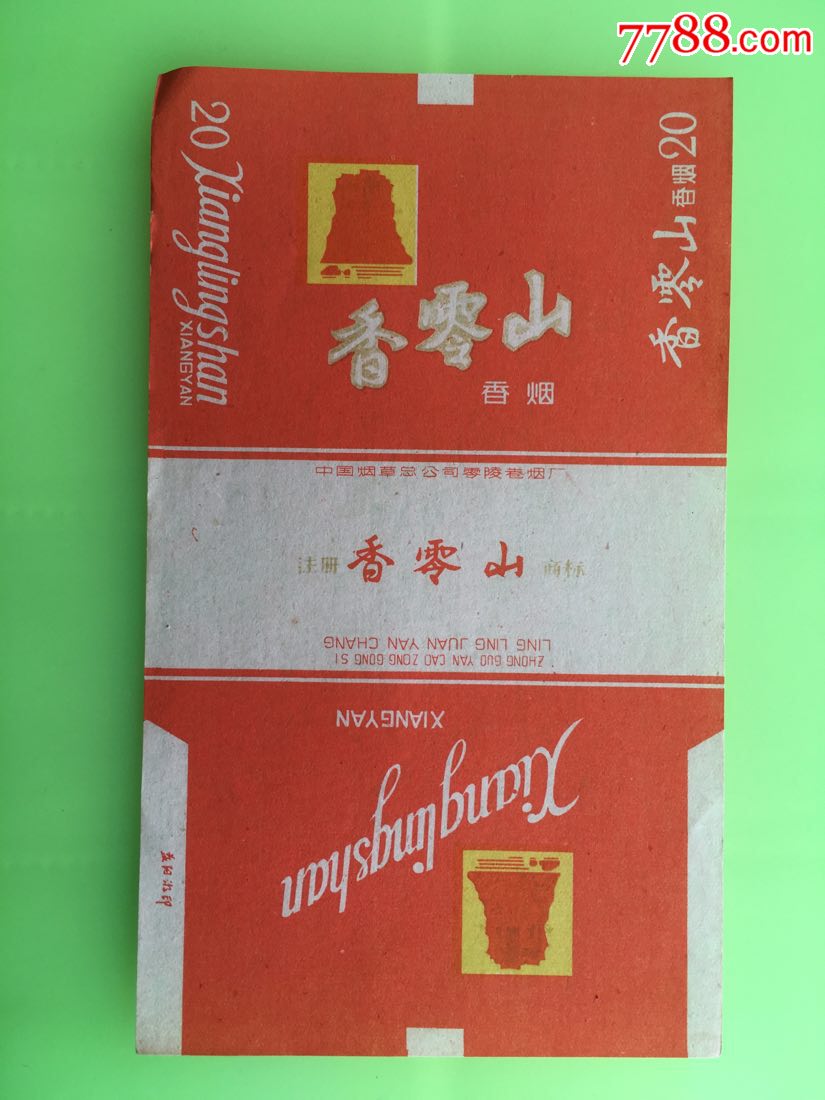 7788.com
20 Xianglingshan
XIANGYAN
香零山
香烟
香零山 香烟 20
中国烟草总公司零陵卷烟厂
注册 香零山 商标
ZHONG GUO YAN CAO ZONG GONG SI
LING LING JUAN YAN CHANG
XIANGYAN
Xianglingshan